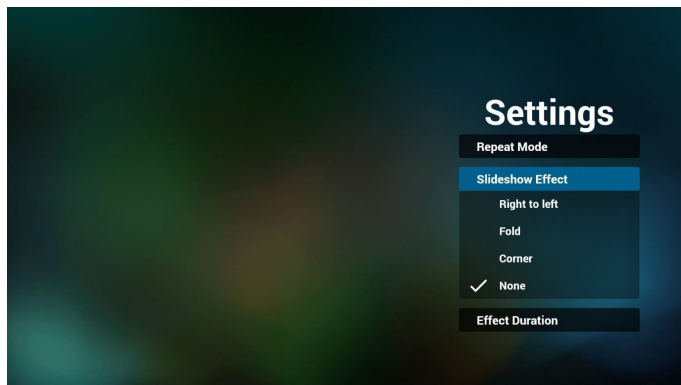 Settings
Repeat Mode
Slideshow Effect
Right to left
Fold
Corner
None
Effect Duration